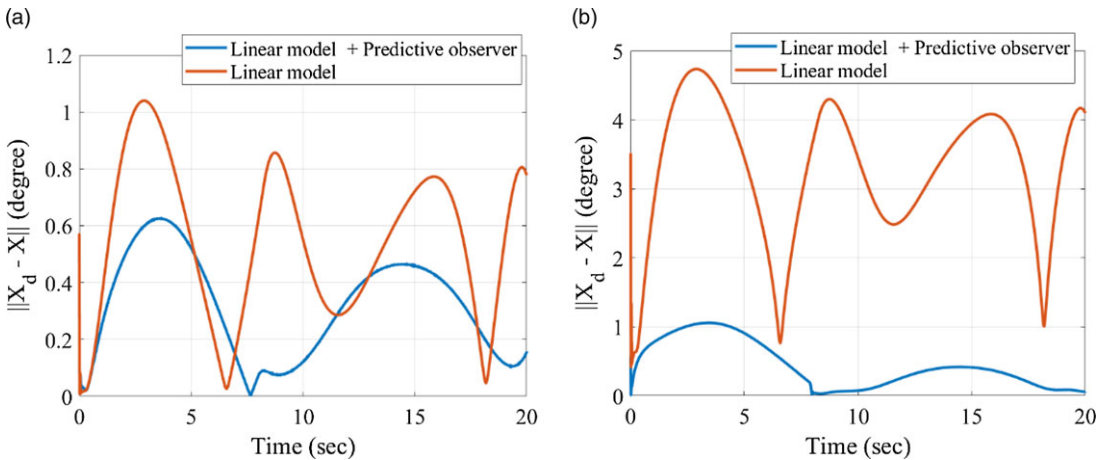 (a)
Linear model + Predictive observer
Linear model
1.2
1
0.8
0.6
0.4
0.2
0
||X_d - X|| (degree)
0 5 10 15 20
Time (sec)
(b)
Linear model + Predictive observer
Linear model
5
4
3
2
1
0
||X_d - X|| (degree)
0 5 10 15 20
Time (sec)